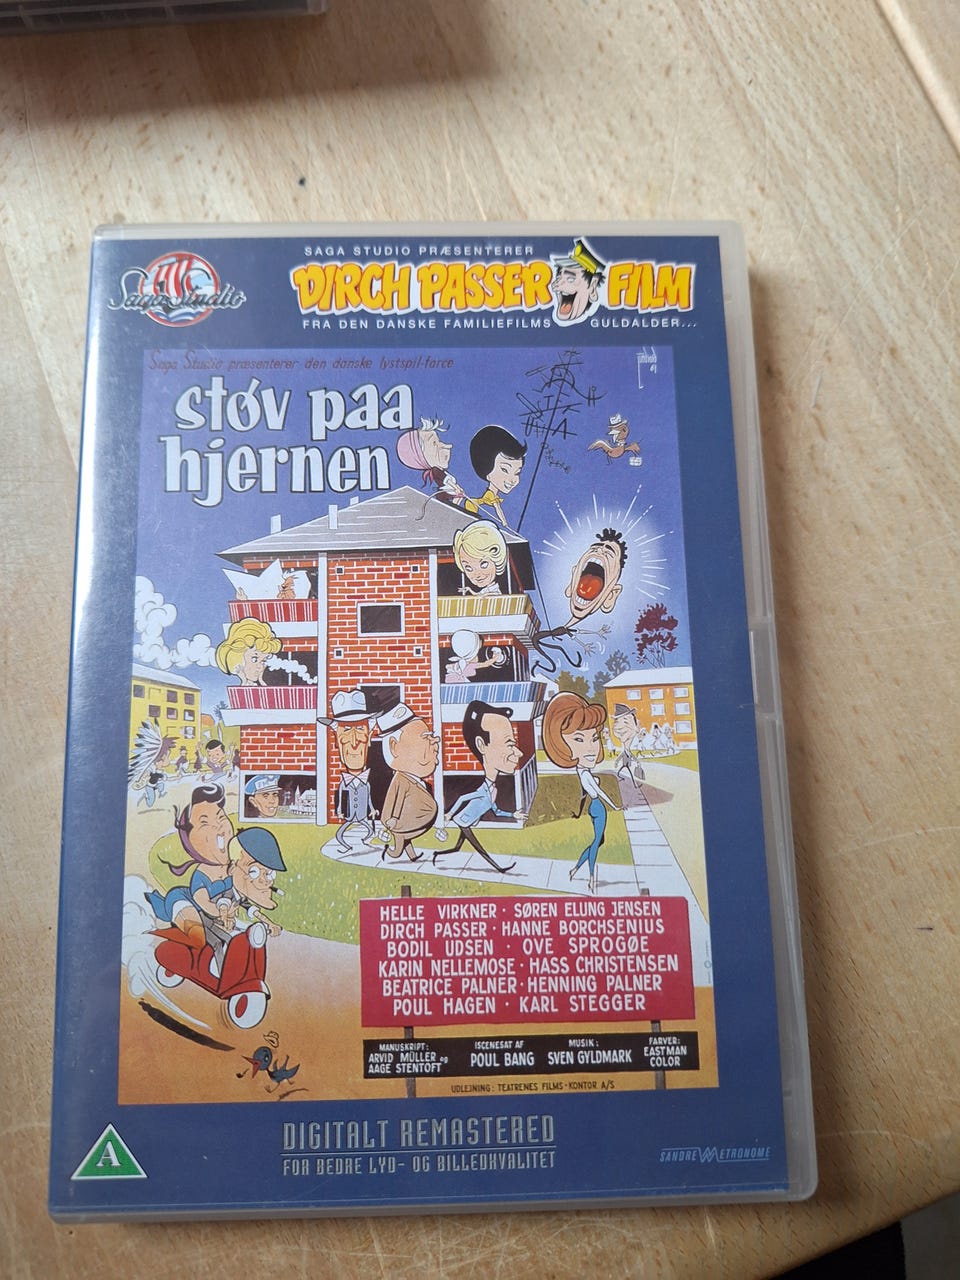 Saga Studio
SAGA STUDIO PRÆSENTERER
DIRCH PASSER FILM
FRA DEN DANSKE FAMILIEFILMS GULDALDER...
Saga Studio præsenterer den danske lystspil-farce
støv paa
hjernen
HELLE VIRKNER · SØREN ELUNG JENSEN
DIRCH PASSER · HANNE BORCHSENIUS
BODIL UDSEN · OVE SPROGØE
KARIN NELLEMOSE · HASS CHRISTENSEN
BEATRICE PALNER · HENNING PALNER
POUL HAGEN · KARL STEGGER
MANUSKRIPT:
ARVID MÜLLER og
AAGE STENTOFT
ISCENESAT AF
POUL BANG
MUSIK:
SVEN GYLDMARK
FARVER:
EASTMAN
COLOR
UDLEJNING: TEATRENES FILMS-KONTOR A/S
DIGITALT REMASTERED
FOR BEDRE LYD- OG BILLEDKVALITET
A
SANDREW METRONOME